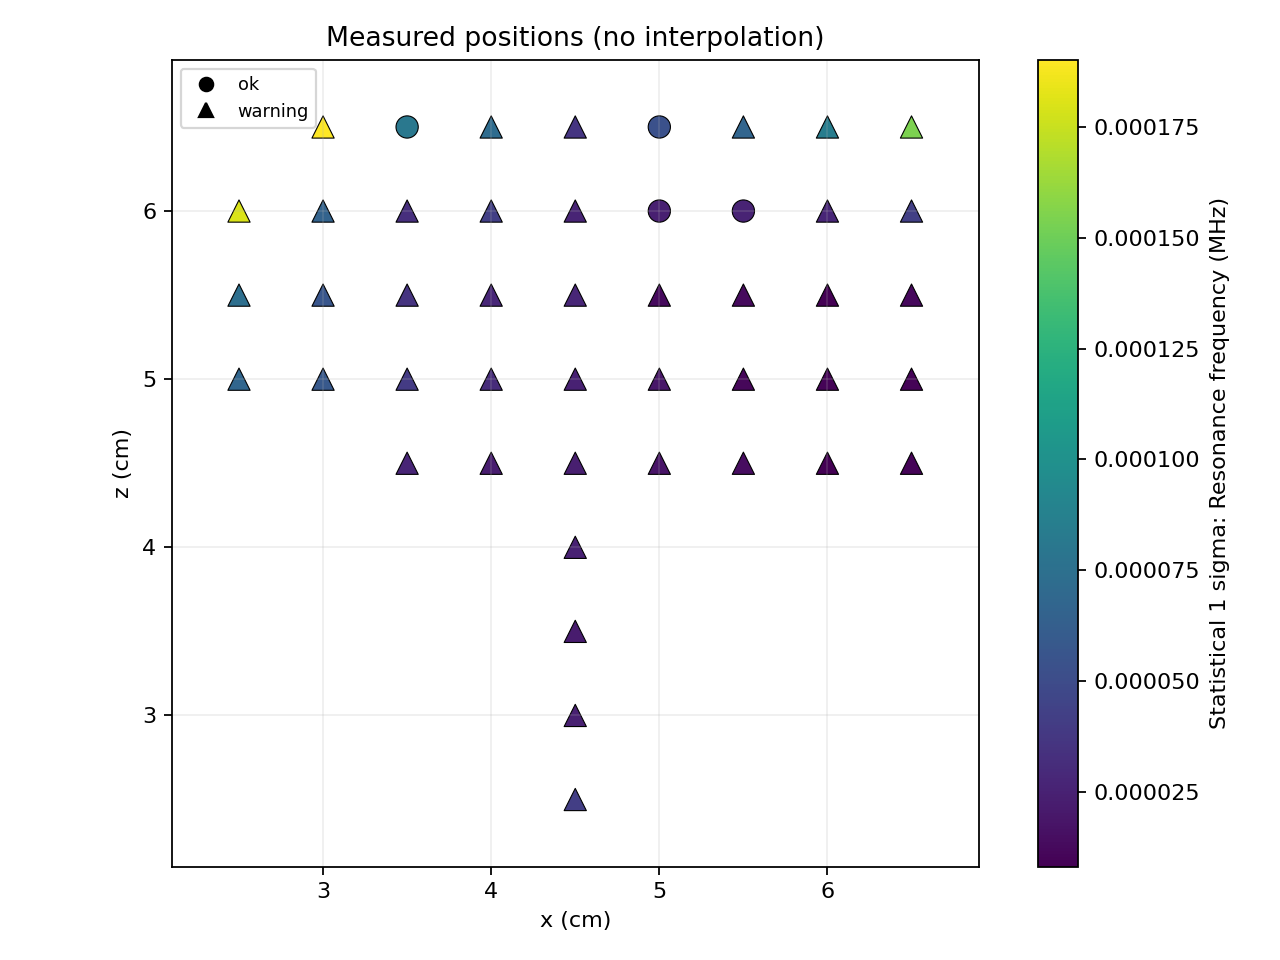 Measured positions (no interpolation)
ok
warning
6
5
4
3
z (cm)
3 4 5 6
x (cm)
0.000175
0.000150
0.000125
0.000100
0.000075
0.000050
0.000025
Statistical 1 sigma: Resonance frequency (MHz)